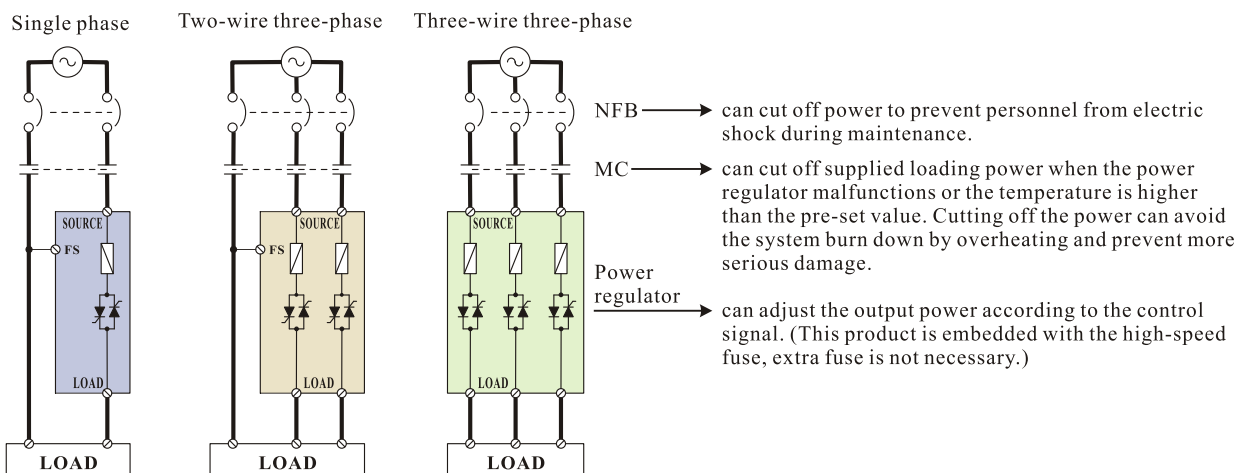 Single phase
Two-wire three-phase
Three-wire three-phase
NFB
can cut off power to prevent personnel from electric
shock during maintenance.
MC
can cut off supplied loading power when the power
regulator malfunctions or the temperature is higher
than the pre-set value. Cutting off the power can avoid
the system burn down by overheating and prevent more
serious damage.
Power
regulator
can adjust the output power according to the control
signal. (This product is embedded with the high-speed
fuse, extra fuse is not necessary.)
SOURCE
FS
LOAD
LOAD
SOURCE
FS
LOAD
LOAD
SOURCE
LOAD
LOAD